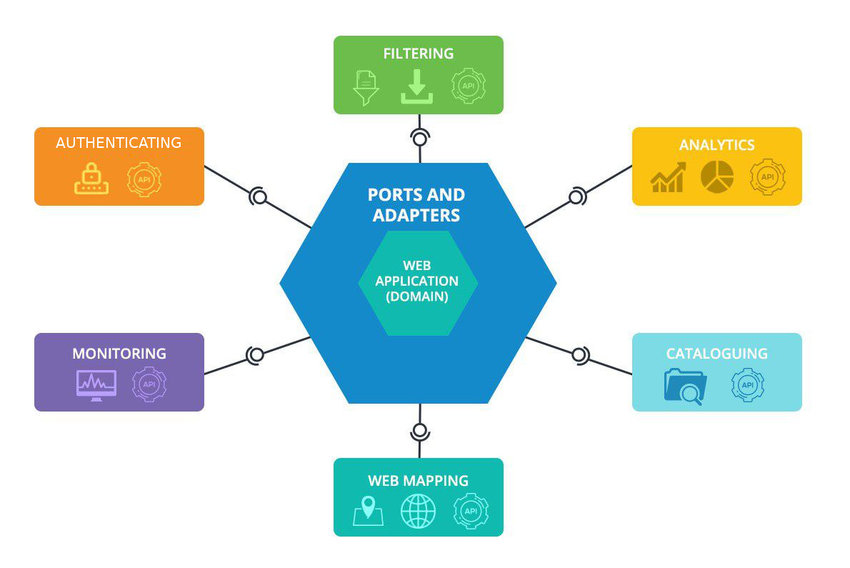 FILTERING
API
AUTHENTICATING
API
ANALYTICS
API
PORTS AND
ADAPTERS
WEB
APPLICATION
(DOMAIN)
MONITORING
API
CATALOGUING
API
WEB MAPPING
API